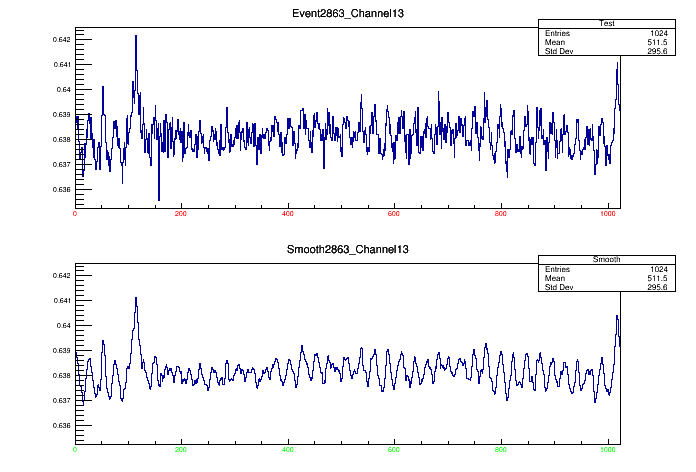 Event2863_Channel13
Test
Entries 1024
Mean 511.5
Std Dev 295.6
0.642
0.641
0.64
0.639
0.638
0.637
0.636
0 200 400 600 800 1000
Smooth2863_Channel13
Smooth
Entries 1024
Mean 511.5
Std Dev 295.6
0.642
0.641
0.64
0.639
0.638
0.637
0.636
0 200 400 600 800 1000